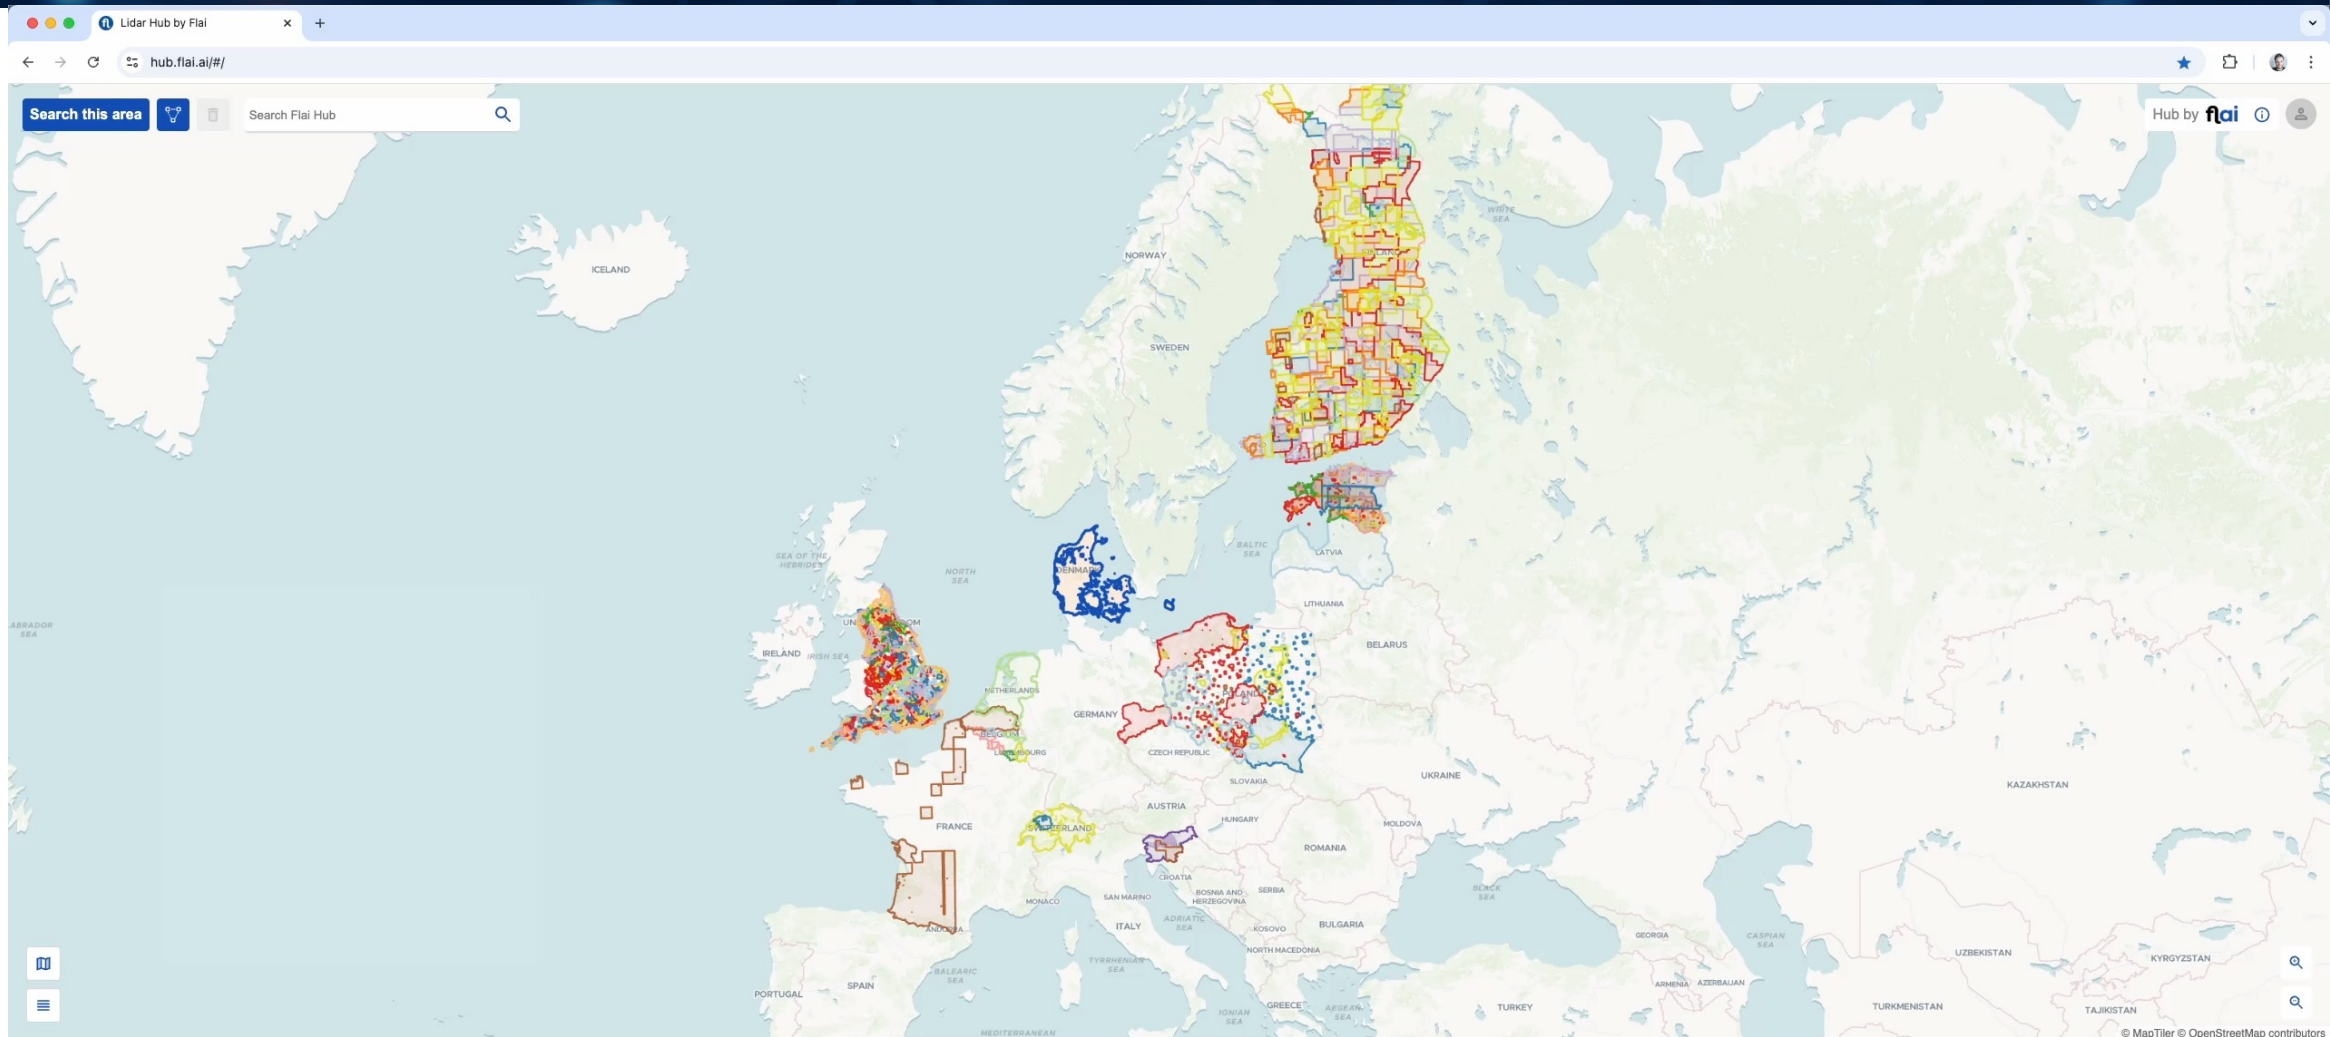 Lidar Hub by Flai
hub.flai.ai/#/
Search this area
Search Flai Hub
Hub by flai
ICELAND
NORWAY
WHITE
SEA
SWEDEN
SEA OF THE
HEBRIDES
NORTH
SEA
BALTIC
SEA
LATVIA
DENMARK
LITHUANIA
ABRADOR
SEA
IRELAND
IRISH SEA
BELARUS
NETHERLANDS
POLAND
GERMANY
BELGIUM
CZECH REPUBLIC
SLOVAKIA
UKRAINE
KAZAKHSTAN
AUSTRIA
FRANCE
SWITZERLAND
HUNGARY
MOLDOVA
ROMANIA
CROATIA
BOSNIA AND
HERZEGOVINA
SERBIA
BLACK
SEA
MONACO
SAN MARINO
ADRIATIC
SEA
ITALY
BULGARIA
ANDORRA
KOSOVO
GEORGIA
CASPIAN
SEA
NORTH MACEDONIA
UZBEKISTAN
KYRGYZSTAN
TYRRHENIAN
SEA
BALEARIC
SEA
SPAIN
ARMENIA
AZERBAIJAN
PORTUGAL
GREECE
AEGEAN
SEA
TURKEY
TURKMENISTAN
TAJIKISTAN
IONIAN
SEA
MEDITERRANEAN
© MapTiler © OpenStreetMap contributors